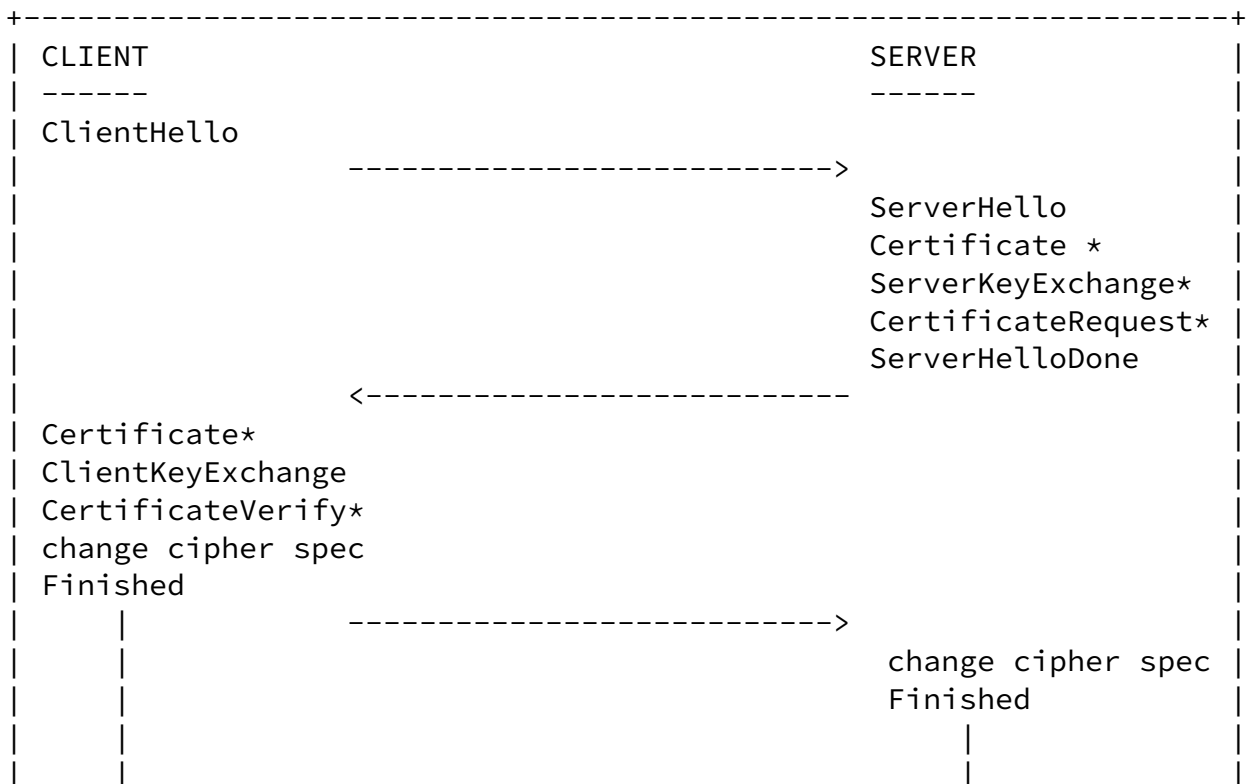 +-------------------------------------------------------------------+
| CLIENT                                        SERVER              |
| ------                                        ------              |
| ClientHello                                                       |
|                  --------------------------->                     |
|                                               ServerHello         |
|                                               Certificate *       |
|                                               ServerKeyExchange*  |
|                                               CertificateRequest* |
|                                               ServerHelloDone     |
|                  <---------------------------                     |
| Certificate*                                                      |
| ClientKeyExchange                                                 |
| CertificateVerify*                                                |
| change cipher spec                                                |
| Finished                                                          |
|     |            --------------------------->                     |
|     |                                          change cipher spec |
|     |                                          Finished           |
|     |                                              |              |
|     |                                              |              |